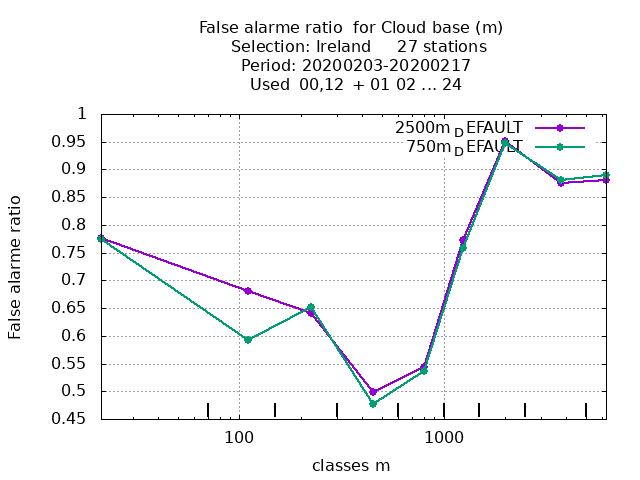 False alarme ratio  for Cloud base (m)
Selection: Ireland     27 stations
Period: 20200203-20200217
Used  00,12  + 01 02 ... 24
1
0.95
0.9
0.85
0.8
0.75
0.7
0.65
0.6
0.55
0.5
0.45
False alarme ratio
2500m_DEFAULT
750m_DEFAULT
100
1000
classes m